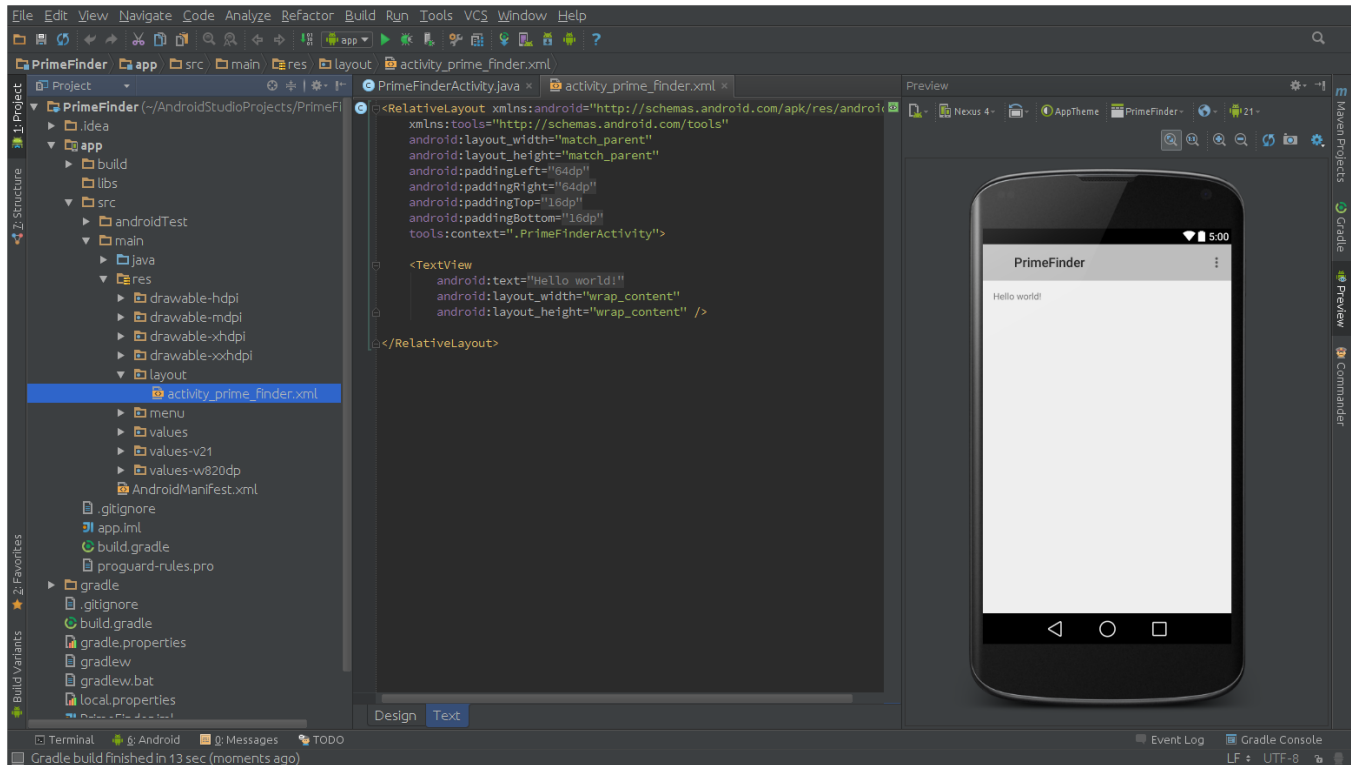 File Edit View Navigate Code Analyze Refactor Build Run Tools VCS Window Help
app
PrimeFinder app src main res layout activity_prime_finder.xml
1: Project
Z: Structure
2: Favorites
Build Variants
Project
PrimeFinder (~/AndroidStudioProjects/PrimeFi
.idea
app
build
libs
src
androidTest
main
java
res
drawable-hdpi
drawable-mdpi
drawable-xhdpi
drawable-xxhdpi
layout
activity_prime_finder.xml
menu
values
values-v21
values-w820dp
AndroidManifest.xml
.gitignore
app.iml
build.gradle
proguard-rules.pro
gradle
.gitignore
build.gradle
gradle.properties
gradlew
gradlew.bat
local.properties
PrimeFinderActivity.java × activity_prime_finder.xml ×
<RelativeLayout xmlns:android="http://schemas.android.com/apk/res/androi
xmlns:tools="http://schemas.android.com/tools"
android:layout_width="match_parent"
android:layout_height="match_parent"
android:paddingLeft="64dp"
android:paddingRight="64dp"
android:paddingTop="16dp"
android:paddingBottom="16dp"
tools:context=".PrimeFinderActivity">
<TextView
android:text="Hello world!"
android:layout_width="wrap_content"
android:layout_height="wrap_content" />
</RelativeLayout>
Design Text
Preview
Nexus 4 AppTheme PrimeFinder 21
5:00
PrimeFinder
Hello world!
m Maven Projects
Gradle
Preview
Commander
Terminal 6: Android 0: Messages TODO Event Log Gradle Console
Gradle build finished in 13 sec (moments ago) LF UTF-8